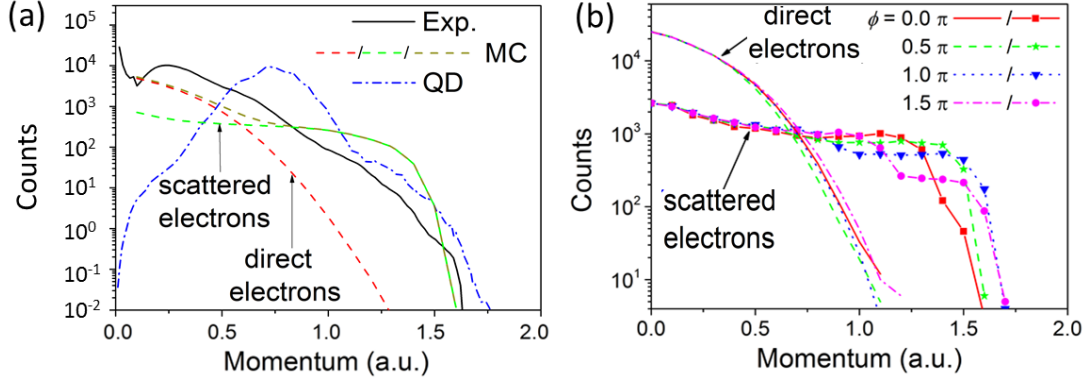 (a)
Exp.
/ / MC
QD
scattered
electrons
direct
electrons
Counts
10^5
10^4
10^3
10^2
10^1
10^0
10^-1
10^-2
0.0 0.5 1.0 1.5 2.0
Momentum (a.u.)
(b)
direct
electrons
ϕ = 0.0 π /
0.5 π /
1.0 π /
1.5 π /
scattered
electrons
Counts
10^4
10^3
10^2
10^1
0.0 0.5 1.0 1.5 2.0
Momentum (a.u.)